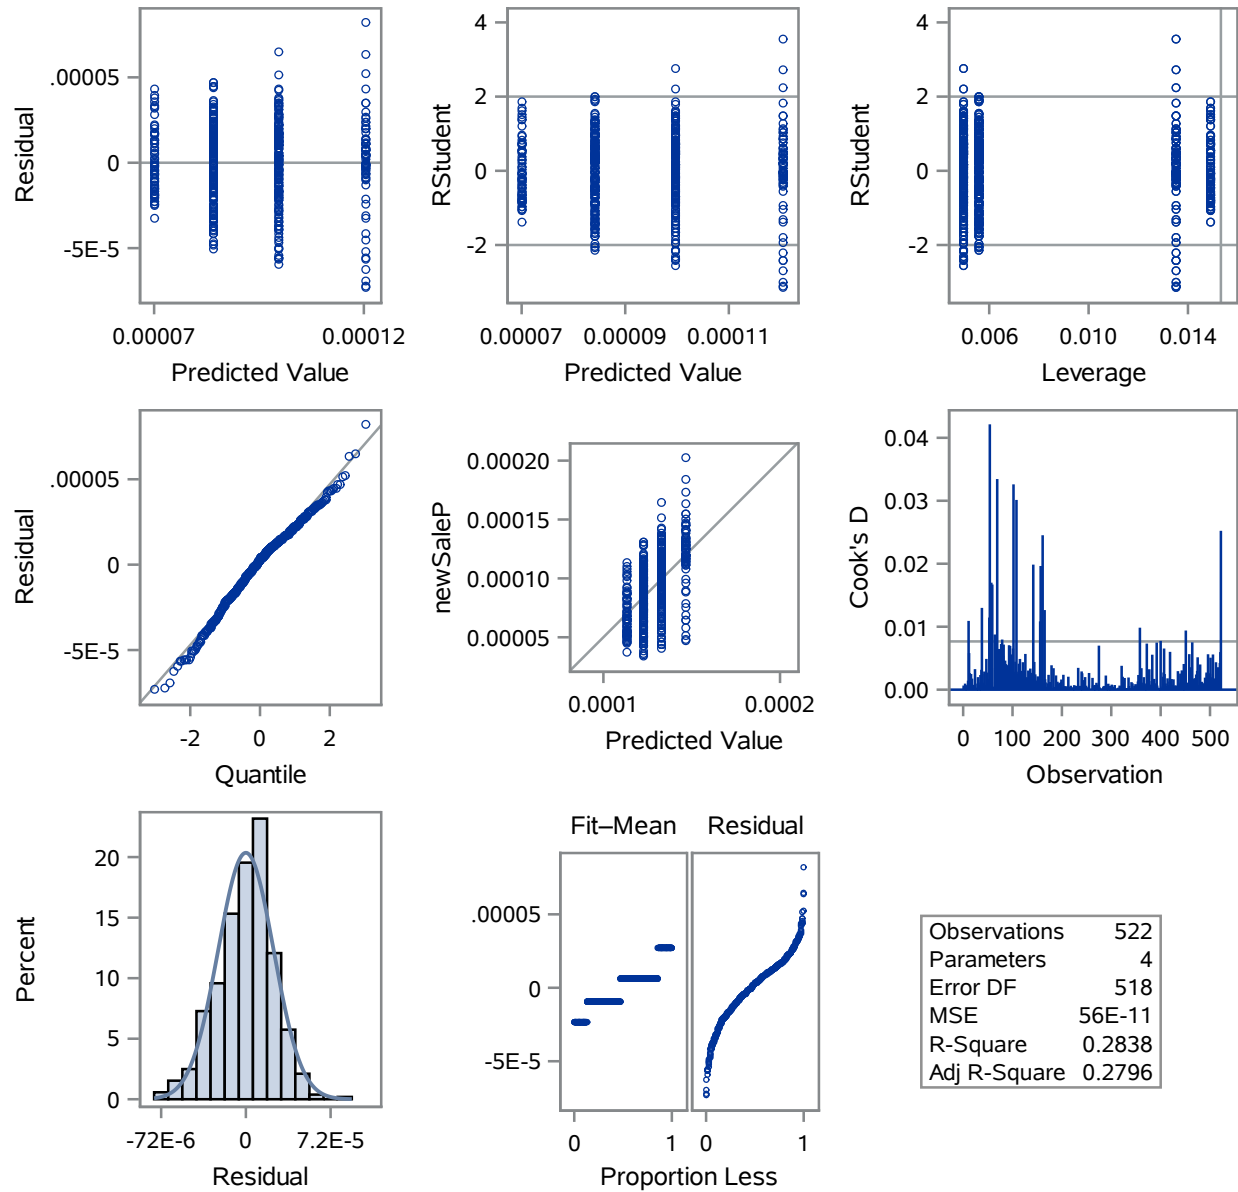 Residual
.00005
0
-5E-5
0.00007
0.00012
Predicted Value
RStudent
4
2
0
-2
0.00007
0.00009
0.00011
Predicted Value
RStudent
4
2
0
-2
0.006
0.010
0.014
Leverage
Residual
.00005
0
-5E-5
-2
0
2
Quantile
newSaleP
0.00020
0.00015
0.00010
0.00005
0.0001
0.0002
Predicted Value
Cook's D
0.04
0.03
0.02
0.01
0.00
0
100
200
300
400
500
Observation
Percent
20
15
10
5
0
-72E-6
0
7.2E-5
Residual
Fit–Mean
Residual
.00005
0
-5E-5
0
1
0
1
Proportion Less
Observations 522
Parameters 4
Error DF 518
MSE 56E-11
R-Square 0.2838
Adj R-Square 0.2796